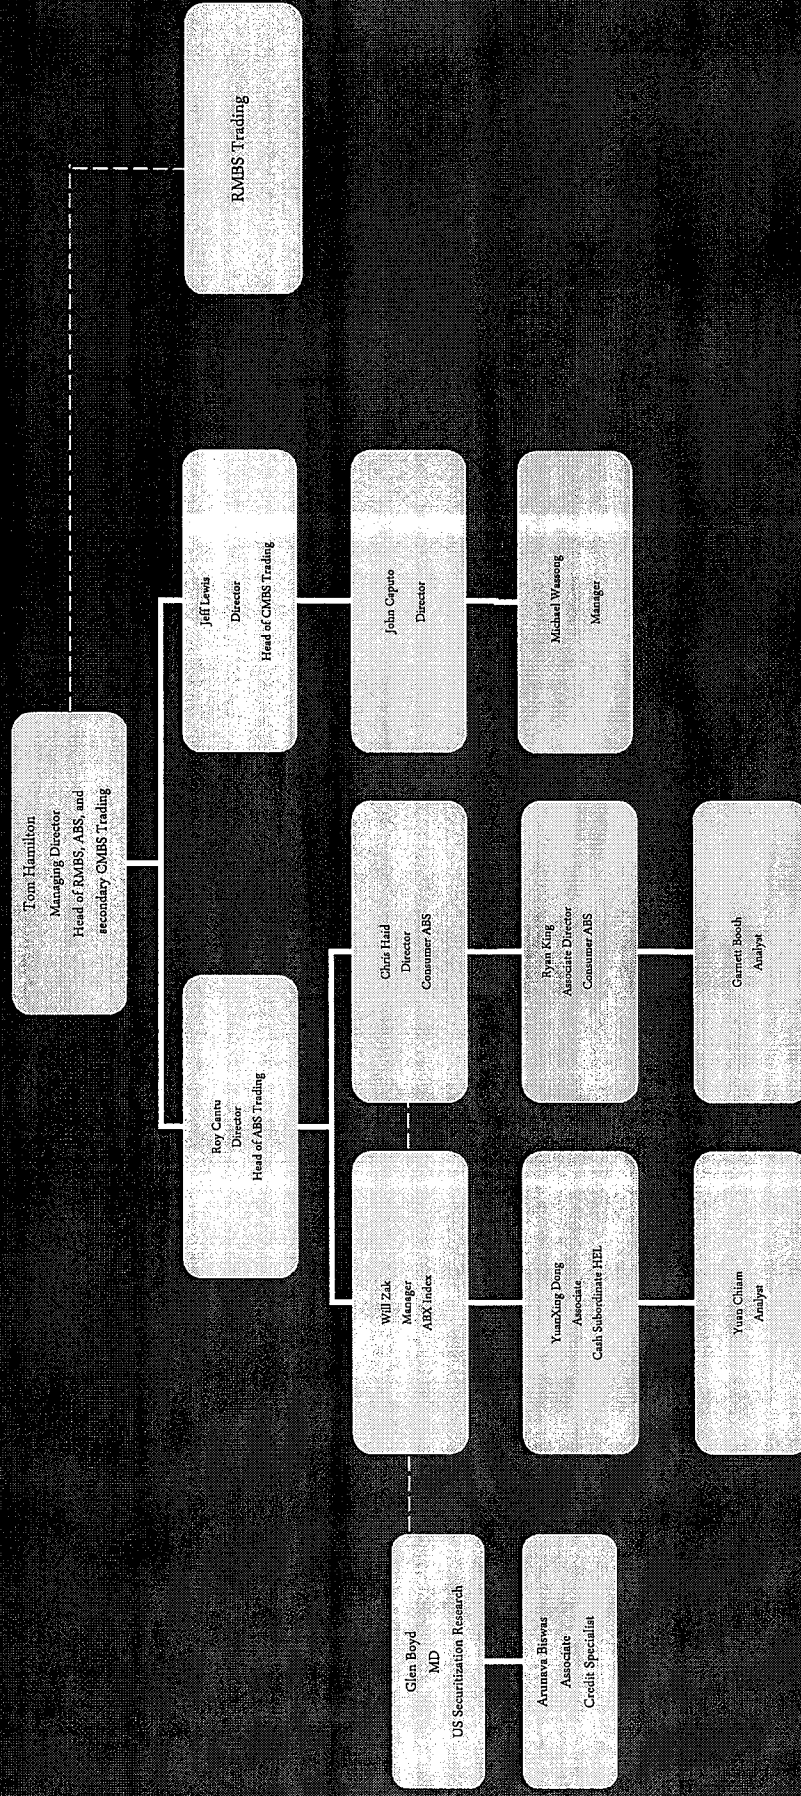 Tom Hamilton
Managing Director
Head of RMBS, ABS, and
secondary CMBS Trading
Roy Cantu
Director
Head of ABS Trading
Jeff Lewis
Director
Head of CMBS Trading
RMBS Trading
Glen Boyd
MD
US Securitization Research
Will Zak
Manager
ABX Index
Chris Haid
Director
Consumer ABS
John Caputo
Director
Arunava Biswas
Associate
Credit Specialist
YuanXing Dong
Associate
Cash Subordinate HEL
Ryan King
Associate Director
Consumer ABS
Michael Wassong
Manager
Yuan Chiam
Analyst
Garnett Booth
Analyst